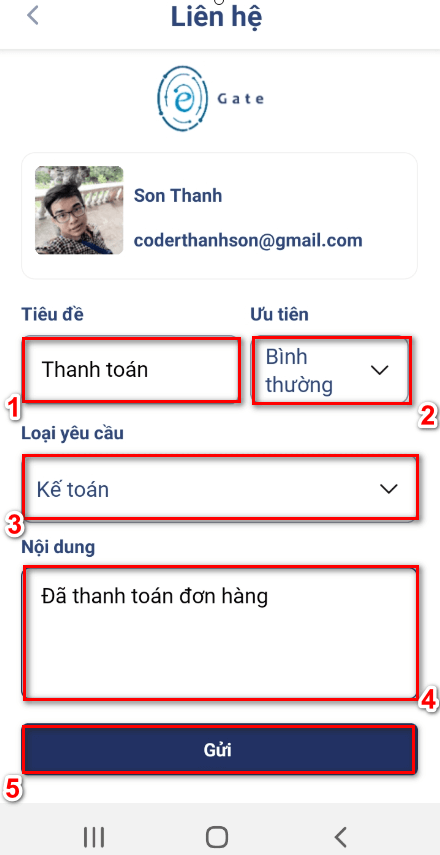 Liên hệ
e Gate
Son Thanh
coderthanhson@gmail.com
Tiêu đề
Ưu tiên
Thanh toán
Bình
thường
1
2
Loại yêu cầu
Kế toán
3
Nội dung
Đã thanh toán đơn hàng
4
Gửi
5